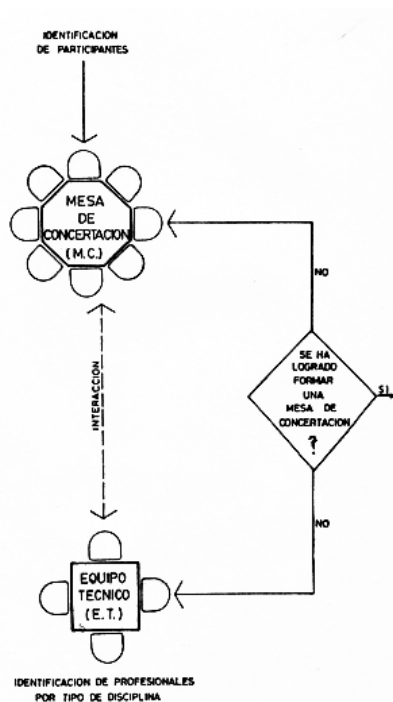 IDENTIFICACION
DE PARTICIPANTES
MESA
DE
CONCERTACION
(M.C.)
NO
SE HA
LOGRADO
FORMAR
UNA
MESA DE
CONCERTACION
?
SI
INTERACCION
NO
EQUIPO
TECNICO
(E.T.)
IDENTIFICACION DE PROFESIONALES
POR TIPO DE DISCIPLINA